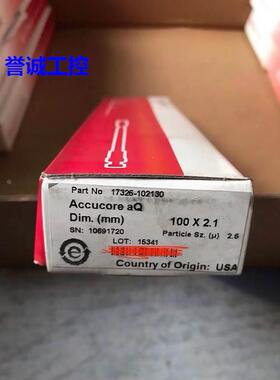 誉诚工控
Part No 17326-102130
Accucore aQ
Dim. (mm) 100 X 2.1
SN: 10691720 Particle Sz. (µ) 2.6
LOT: 15341
Country of Origin: USA